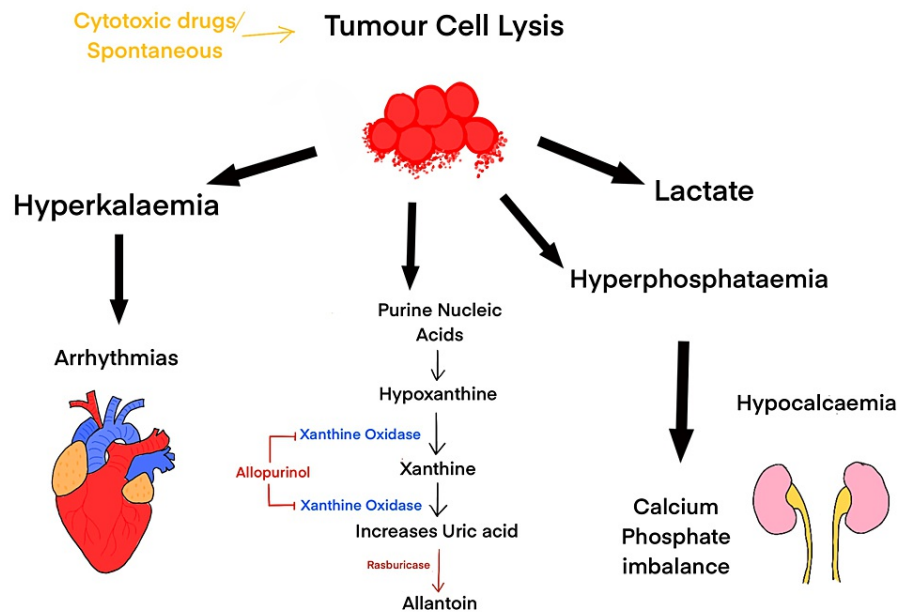 Cytotoxic drugs/
Spontaneous
Tumour Cell Lysis
Hyperkalaemia
Lactate
Hyperphosphataemia
Purine Nucleic
Acids
Arrhythmias
Hypoxanthine
Hypocalcaemia
Xanthine Oxidase
Allopurinol
Xanthine
Xanthine Oxidase
Increases Uric acid
Calcium
Phosphate
imbalance
Rasburicase
Allantoin